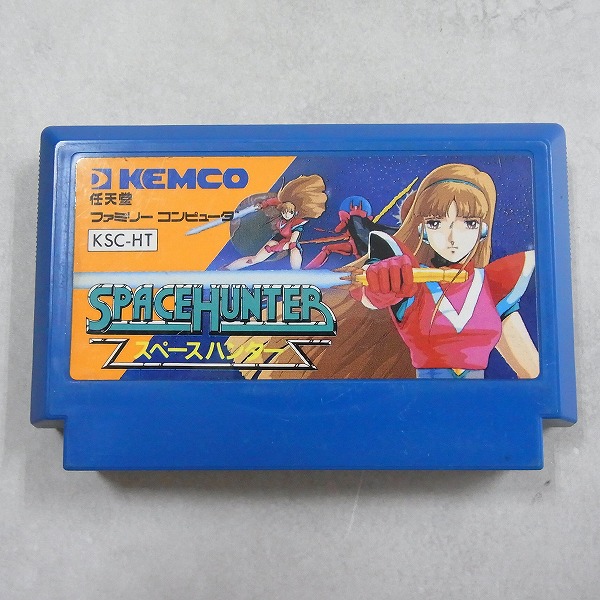 KEMCO
任天堂
ファミリー コンピュータ
KSC-HT
SPACE HUNTER
スペースハンター